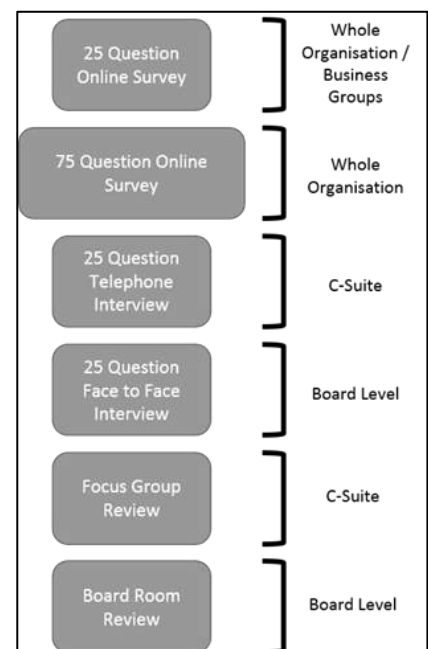 25 Question
Online Survey
Whole
Organisation /
Business
Groups
75 Question Online
Survey
Whole
Organisation
25 Question
Telephone
Interview
C-Suite
25 Question
Face to Face
Interview
Board Level
Focus Group
Review
C-Suite
Board Room
Review
Board Level